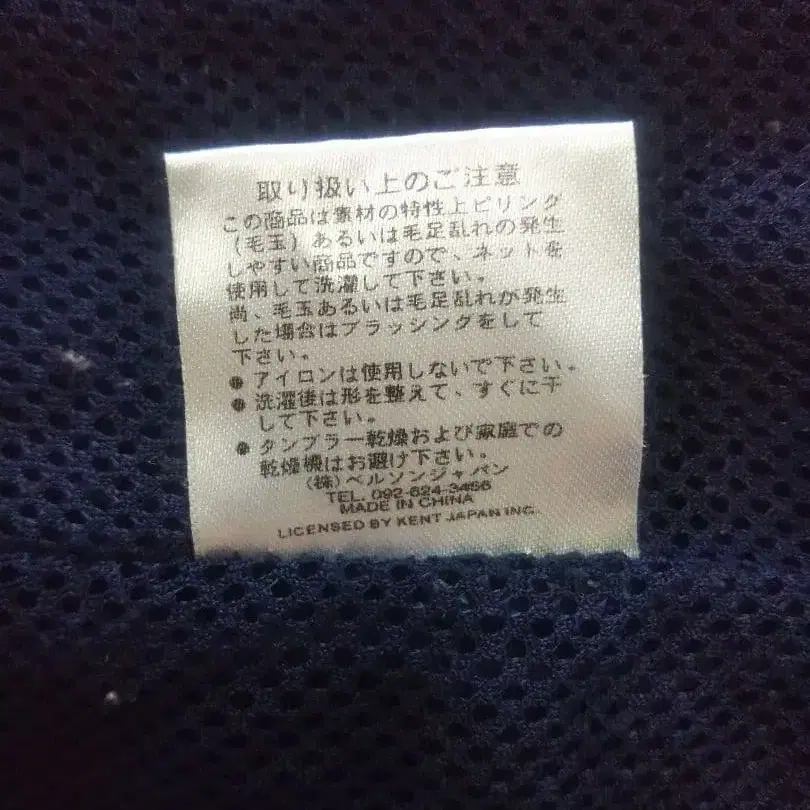 取り扱い上のご注意
この商品は素材の特性上ピリング
(毛玉)あるいは毛足乱れの発生
しやすい商品ですので、ネットを
使用して洗濯して下さい。
尚、毛玉あるいは毛足乱れが発生
した場合はブラッシングをして
下さい。
● アイロンは使用しないで下さい。
● 洗濯後は形を整えて、すぐに干
して下さい。
● タンブラー乾燥および家庭での
乾燥機はお避け下さい。
(株)ベルソンジャパン
TEL. 092-624-3466
MADE IN CHINA
LICENSED BY KENT JAPAN INC.